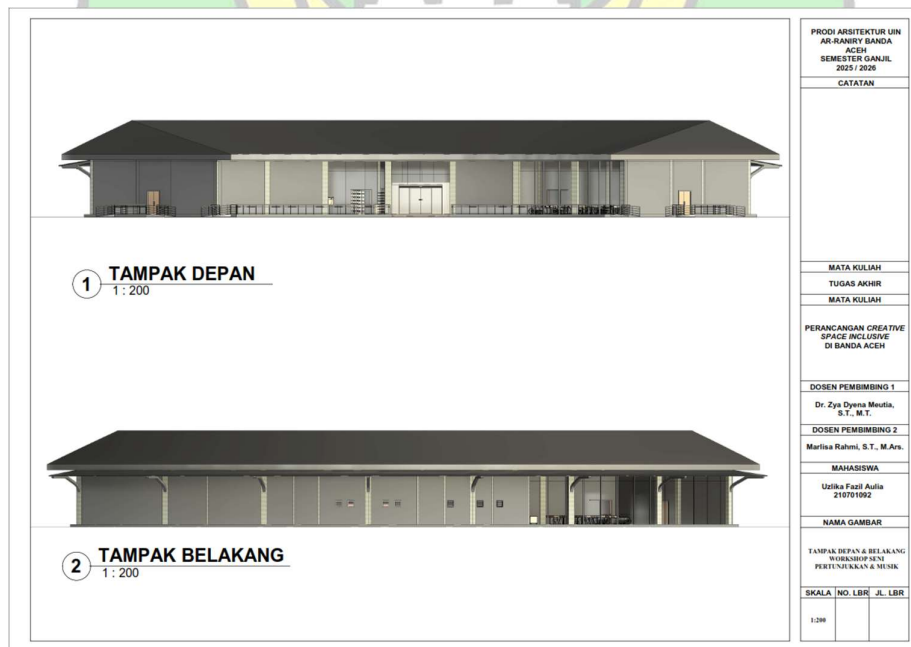 PRODI ARSITEKTUR UIN
AR-RANIRY BANDA
ACEH
SEMESTER GANJIL
2025 / 2026
CATATAN
1 TAMPAK DEPAN
1 : 200
2 TAMPAK BELAKANG
1 : 200
MATA KULIAH
TUGAS AKHIR
MATA KULIAH
PERANCANGAN CREATIVE
SPACE INCLUSIVE
DI BANDA ACEH
DOSEN PEMBIMBING 1
Dr. Zya Dyena Meutia,
S.T., M.T.
DOSEN PEMBIMBING 2
Marlisa Rahmi, S.T., M.Ars.
MAHASISWA
Uzlika Fazil Aulia
210701092
NAMA GAMBAR
TAMPAK DEPAN & BELAKANG
WORKSHOP SENI
PERTUNJUKKAN & MUSIK
SKALA NO. LBR JL. LBR
1:200